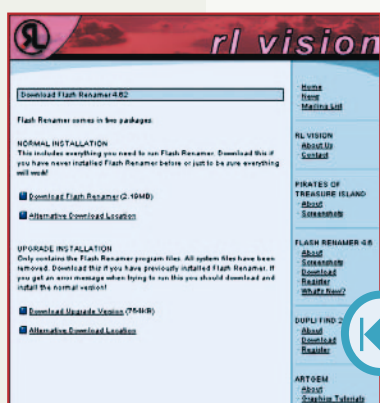 RL
rl vision
Download Flash Renamer 4.62
Flash Renamer comes in two packages:
NORMAL INSTALLATION
This includes everything you need to run Flash Renamer. Download this if
you have never installed Flash Renamer before or just to be sure everything
will work!
Download Flash Renamer (2.19MB)
Alternative Download Location
UPGRADE INSTALLATION
Only contains the Flash Renamer program files. All system files have been
removed. Download this if you have previously installed Flash Renamer. If
you get an error message when trying to run this you should download and
install the normal version!
Download Upgrade Version (764KB)
Alternative Download Location
- Home
- News
- Mailing List
RL VISION
- About Us
- Contact
PIRATES OF
TREASURE ISLAND
- About
- Screenshots
FLASH RENAMER 4.6
- About
- Screenshots
- Download
- Register
- What's New?
DUPLI FIND 2
- About
- Download
- Register
ARTGEM
- About
- Graphics Tutorials